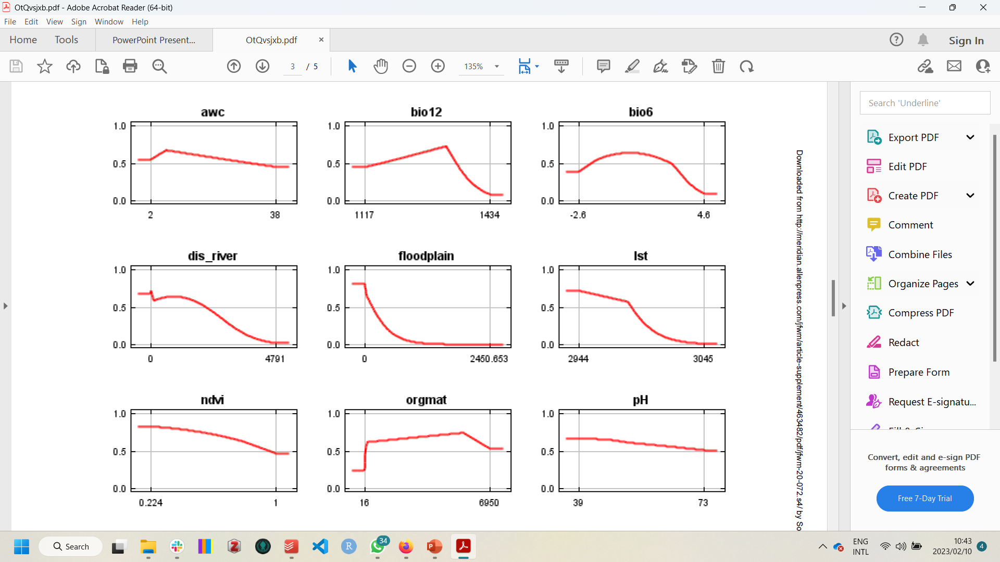 OtQvsjxb.pdf - Adobe Acrobat Reader (64-bit)
File Edit View Sign Window Help
Home Tools PowerPoint Present... OtQvsjxb.pdf × Sign In
3 / 5 135%
awc bio12 bio6
1.0 1.0 1.0
0.5 0.5 0.5
0.0 0.0 0.0
2 38 1117 1434 -2.6 4.6
dis_river floodplain lst
1.0 1.0 1.0
0.5 0.5 0.5
0.0 0.0 0.0
0 4791 0 2450.653 2944 3045
ndvi orgmat pH
1.0 1.0 1.0
0.5 0.5 0.5
0.0 0.0 0.0
0.224 1 16 6950 39 73
Downloaded from http://meridian.allenpress.com/jfwm/article-supplement/463482/pdf/jfwm-20-072.s4/ by So
Search 'Underline'
Export PDF
Edit PDF
Create PDF
Comment
Combine Files
Organize Pages
Compress PDF
Redact
Prepare Form
Request E-signatu...
Convert, edit and e-sign PDF
forms & agreements
Free 7-Day Trial
Search 34 ENG 10:43
INTL 2023/02/10 4